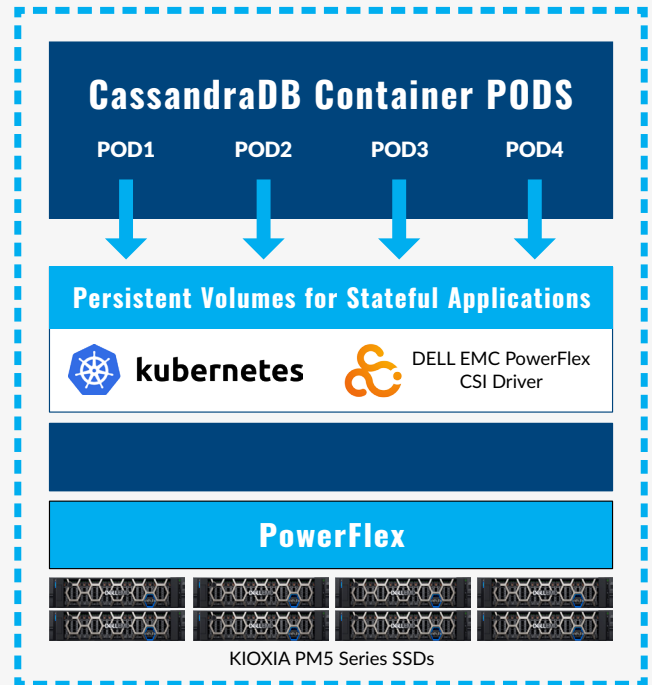 CassandraDB Container PODS
POD1 POD2 POD3 POD4
Persistent Volumes for Stateful Applications
kubernetes
DELL EMC PowerFlex
CSI Driver
PowerFlex
KIOXIA PM5 Series SSDs